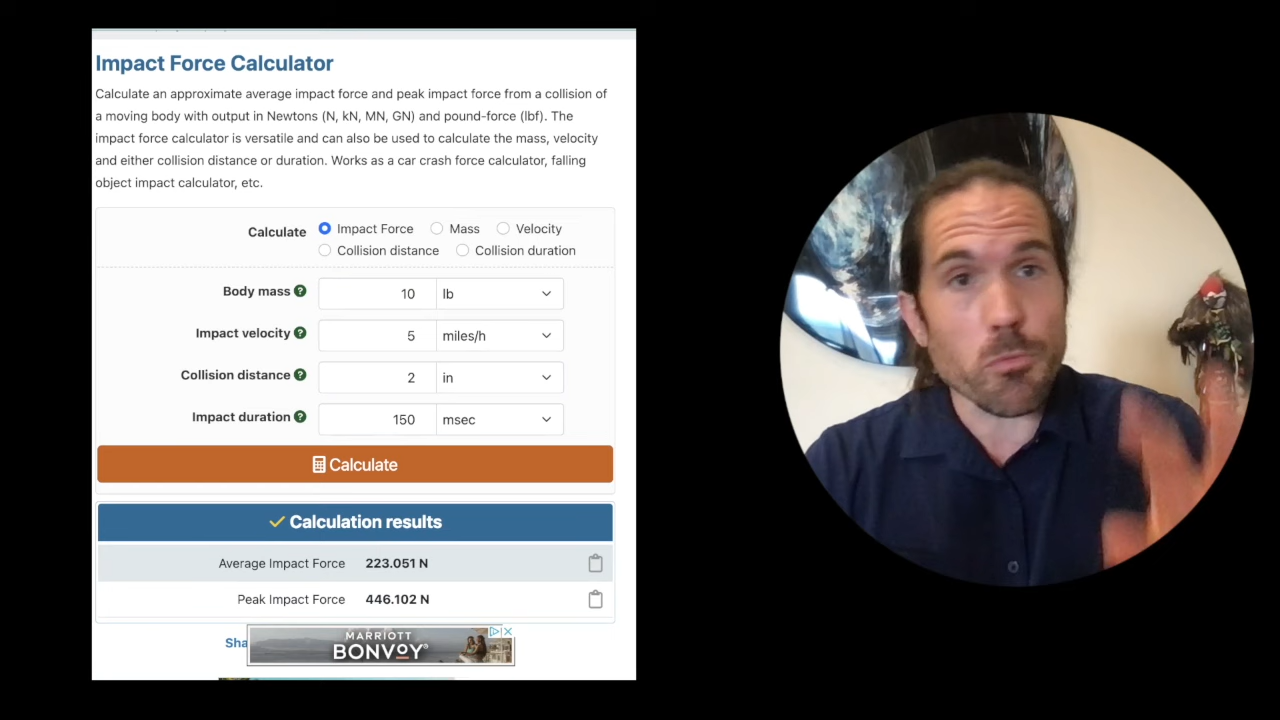 Impact Force Calculator
Calculate an approximate average impact force and peak impact force from a collision of
a moving body with output in Newtons (N, kN, MN, GN) and pound-force (lbf). The
impact force calculator is versatile and can also be used to calculate the mass, velocity
and either collision distance or duration. Works as a car crash force calculator, falling
object impact calculator, etc.
Calculate Impact Force Mass Velocity
Collision distance Collision duration
Body mass ? 10 lb
Impact velocity ? 5 miles/h
Collision distance ? 2 in
Impact duration ? 150 msec
Calculate
Calculation results
Average Impact Force 223.051 N
Peak Impact Force 446.102 N
Sha
MARRIOTT
BONVOY®